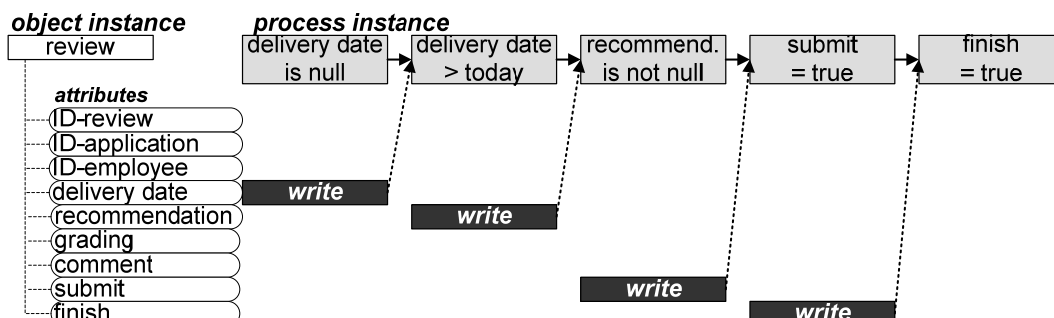 object instance
process instance
review
delivery date
is null
delivery date
> today
recommend.
is not null
submit
= true
finish
= true
attributes
ID-review
ID-application
ID-employee
delivery date
write
recommendation
write
grading
comment
submit
write
finish
write